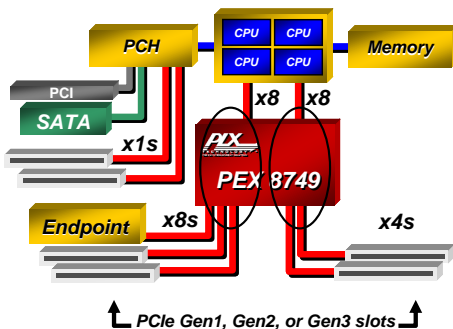 PCH
CPU CPU
CPU CPU
Memory
PCI
SATA
x8 x8
x1s
PLX
TECHNOLOGY
PEX 8749
Endpoint
x8s
x4s
PCIe Gen1, Gen2, or Gen3 slots